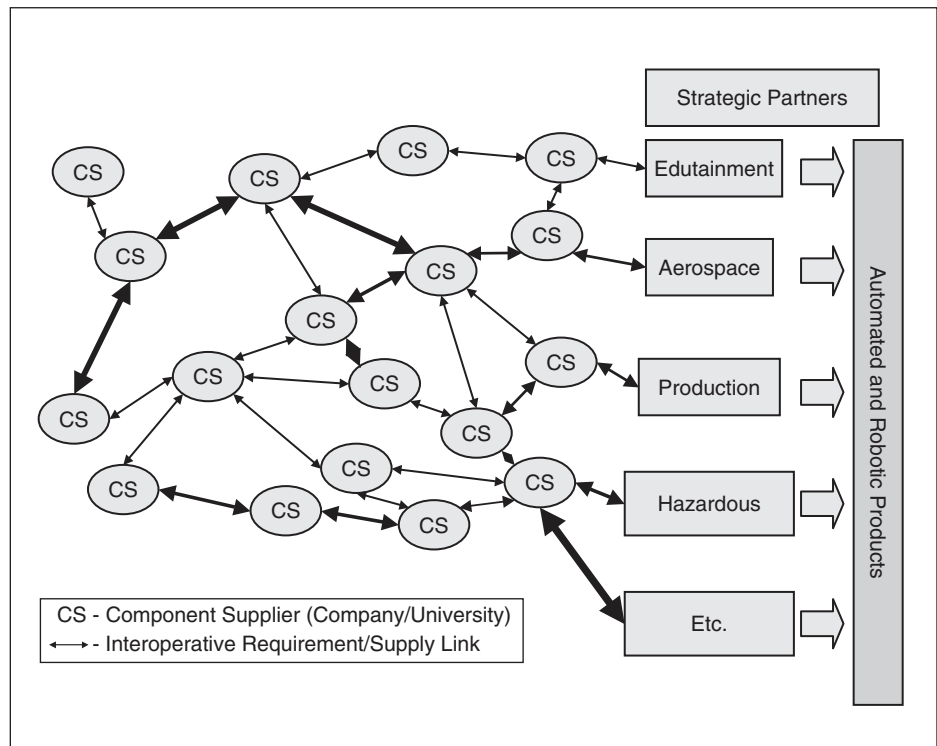 Strategic Partners
CS
CS
CS
Edutainment
CS
CS
CS
Aerospace
CS
CS
CS
CS
CS
Production
CS
CS
CS
CS
CS
Hazardous
CS
CS
Etc.
Automated and Robotic Products
CS - Component Supplier (Company/University)
- Interoperative Requirement/Supply Link